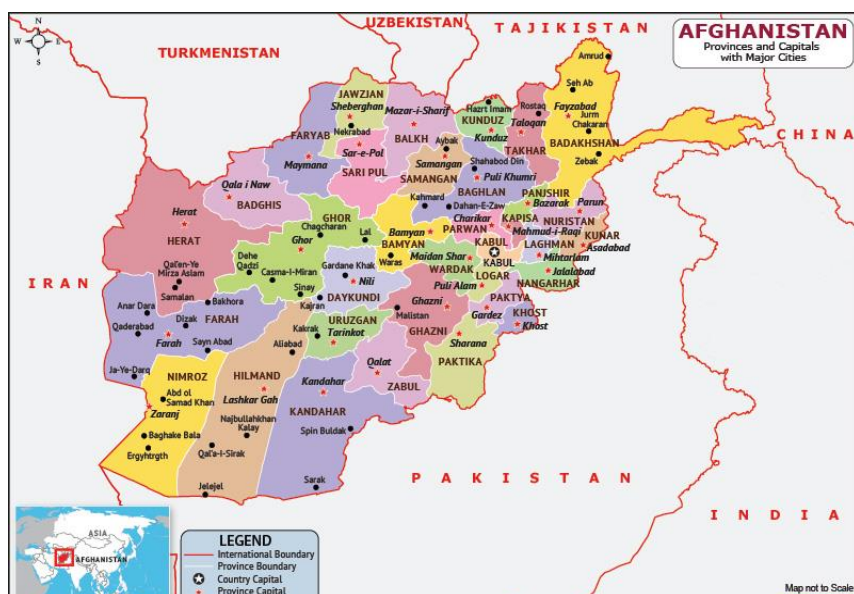 AFGHANISTAN
Provinces and Capitals
with Major Cities
N
W
E
S
UZBEKISTAN
TAJIKISTAN
TURKMENISTAN
CHINA
IRAN
PAKISTAN
INDIA
Amrud
Seh Ab
Fayzabad
Jurm
Chakaran
BADAKHSHAN
Zebak
Rostaq
Taloqan
TAKHAR
Hazrt Imam
KUNDUZ
Kunduz
JAWZJAN
Sheberghan
Nekrabad
Mazar-i-Sharif
BALKH
FARYAB
Maymana
Sar-e-Pol
SARI PUL
Aybak
Samangan
SAMANGAN
Shahabod Din
Puli Khumri
BAGHLAN
Kahmard
Dahan-E-Zaw
PANJSHIR
Bazarak
Parun
NURISTAN
KUNAR
Asadabad
Charikar
PARWAN
KAPISA
Mahmud-i-Raqi
LAGHMAN
Mihtarlam
Jalalabad
NANGARHAR
KABUL
KABUL
Qala i Naw
BADGHIS
Herat
HERAT
Qal'en-Ye
Mirza Aslam
Samalan
GHOR
Chagcharan
Ghor
Lal
Dehe
Qadzi
Casma-I-Miran
Sinay
Bamyan
BAMYAN
Waras
Maidan Shar
WARDAK
LOGAR
Puli Alam
Gardane Khak
Nili
DAYKUNDI
Kajran
Ghazni
Malistan
GHAZNI
PAKTYA
Gardez
KHOST
Khost
Sharana
PAKTIKA
Anar Dara
Bakhora
Dizak
FARAH
Qaderabad
Farah
Sayn Abad
Ja-Ye-Darq
URUZGAN
Kakrak
Tarinkot
Aliabad
Qalat
ZABUL
NIMROZ
Abd ol
Samad Khan
Zaranj
Baghake Bala
Ergyhtrgth
HILMAND
Lashkar Gah
Najbullahkhan
Kalay
Qal'a-I-Sirak
Jelejel
Kandahar
KANDAHAR
Spin Buldak
Sarak
ASIA
AFGHANISTAN
LEGEND
International Boundary
Province Boundary
Country Capital
Province Capital
Map not to Scale